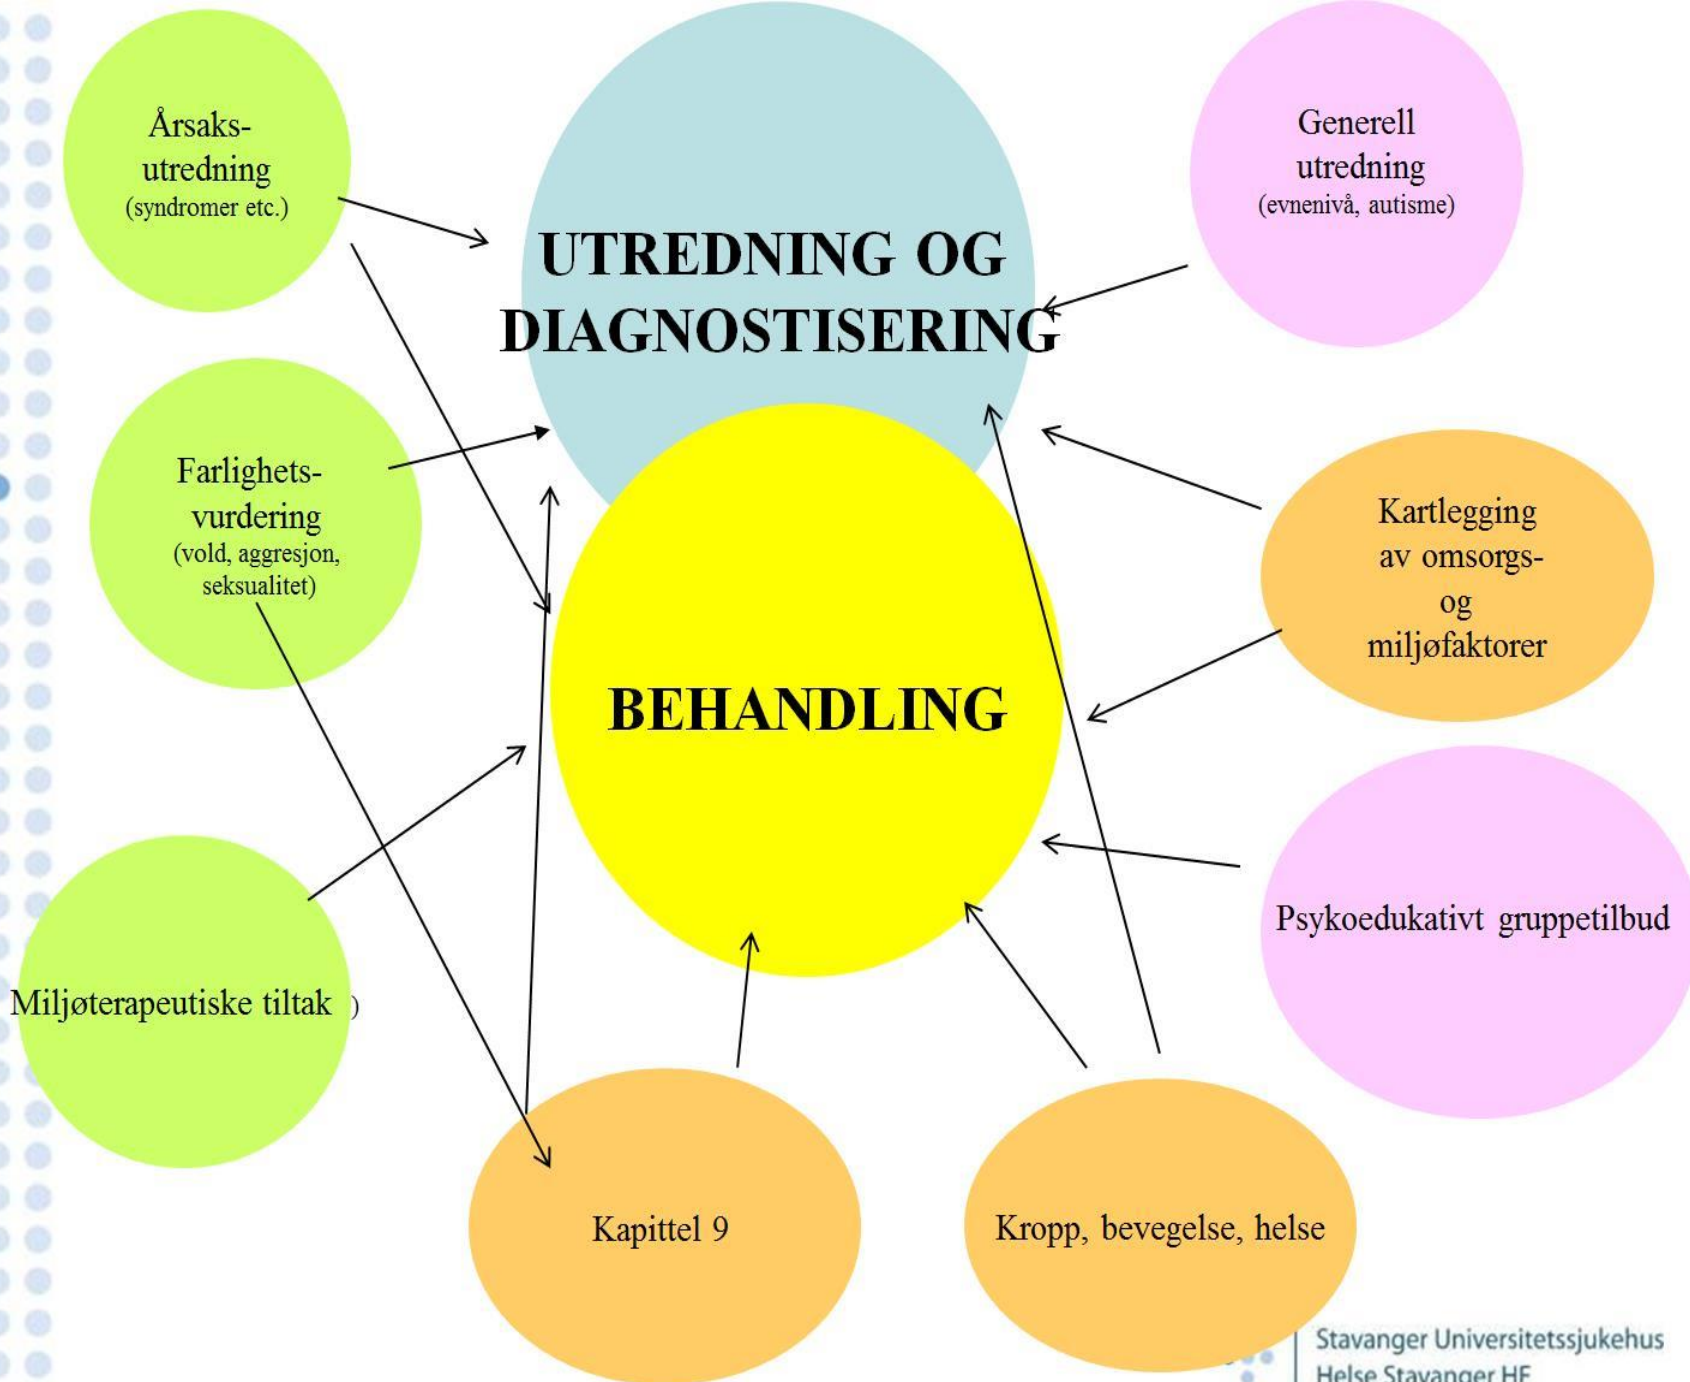 Årsaks-
utredning
(syndromer etc.)
UTREDNING OG
DIAGNOSTISERING
Generell
utredning
(evnenivå, autisme)
Farlighets-
vurdering
(vold, aggresjon,
seksualitet)
Kartlegging
av omsorgs-
og
miljøfaktorer
BEHANDLING
Psykoedukativt gruppetilbud
Miljøterapeutiske tiltak )
Kapittel 9
Kropp, bevegelse, helse
Stavanger Universitetssjukehus
Helse Stavanger HF